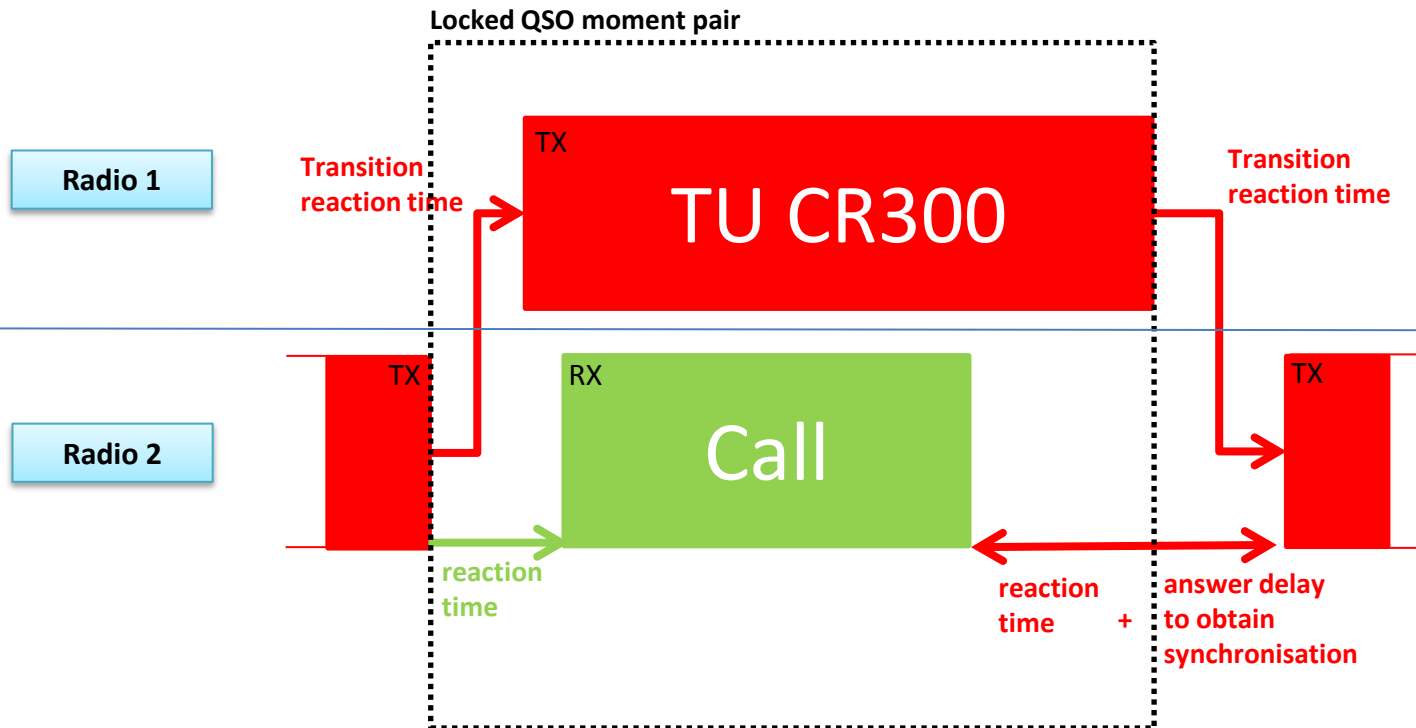 Locked QSO moment pair
Radio 1
Transition
reaction time
TX
TU CR300
Transition
reaction time
Radio 2
TX
RX
Call
TX
reaction
time
reaction
time +
answer delay
to obtain
synchronisation